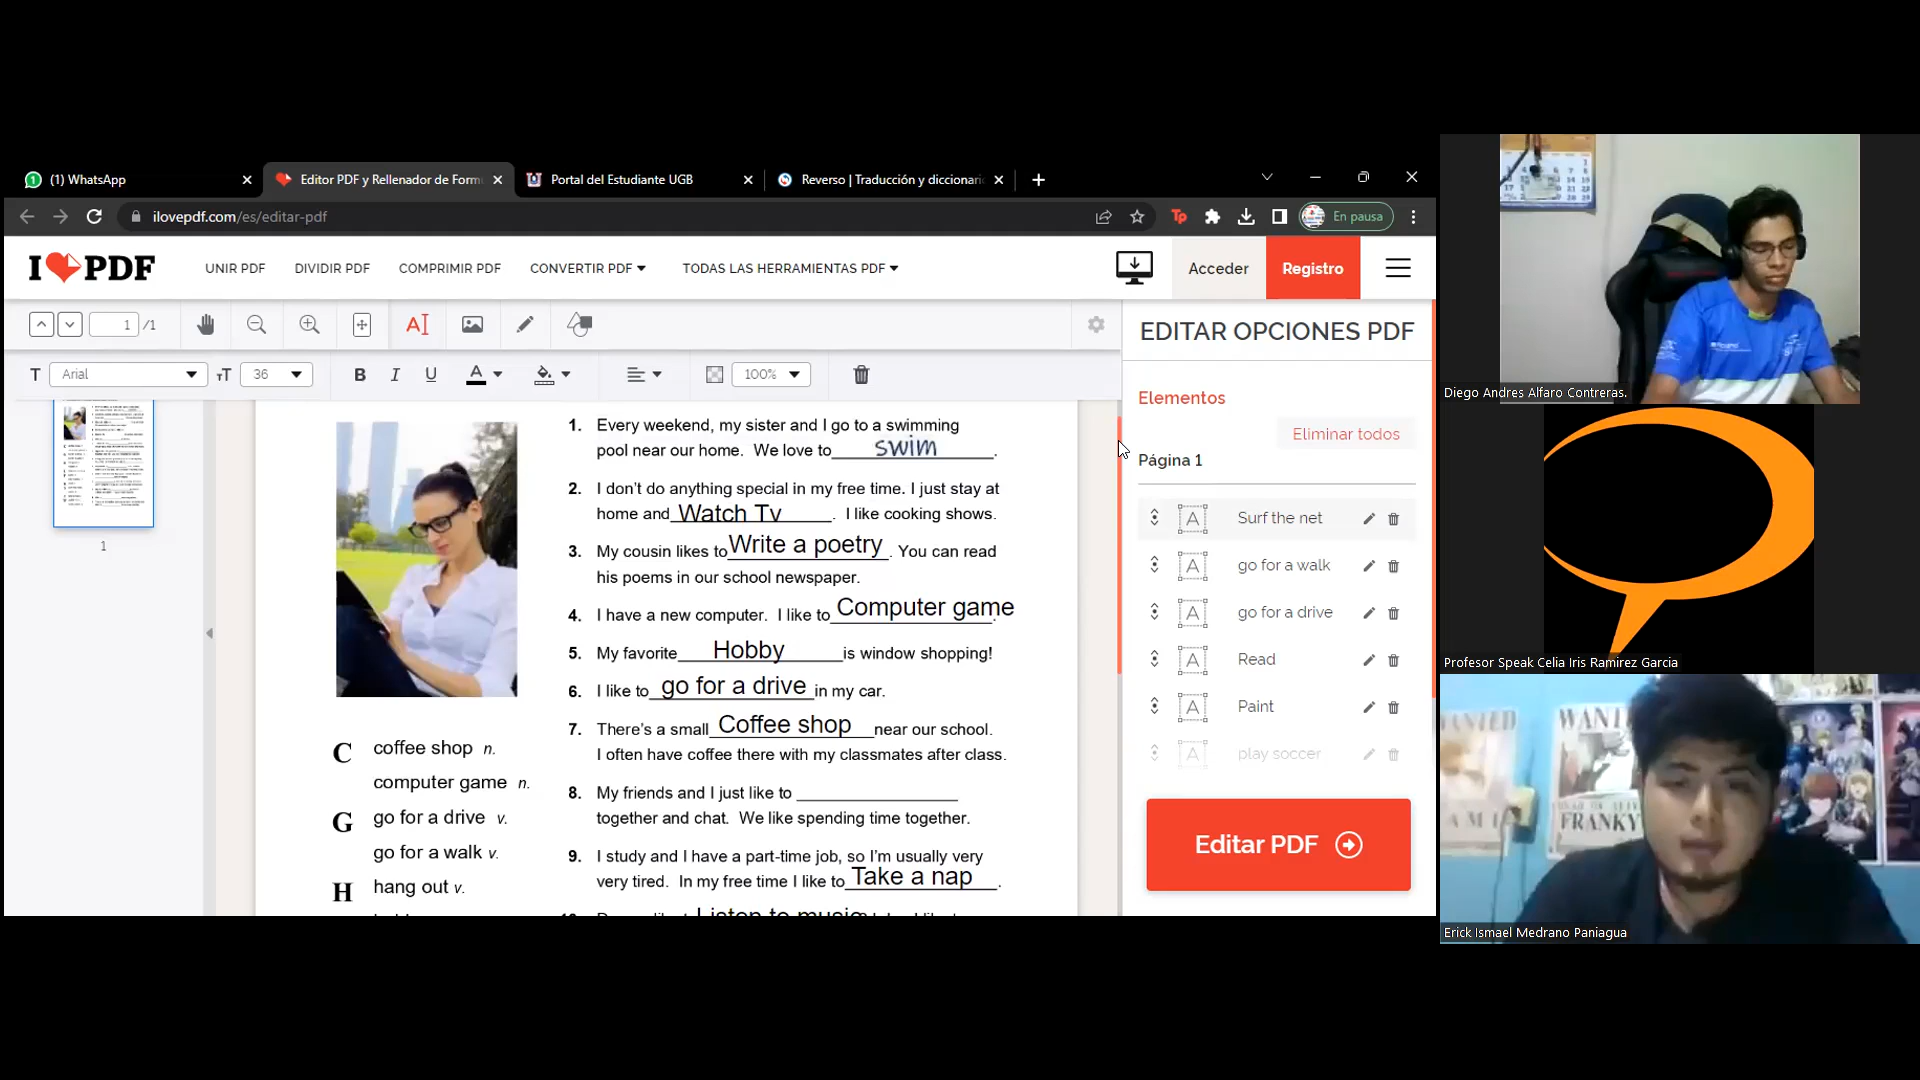 (1) WhatsApp
Editor PDF y Rellenador de Form
Portal del Estudiante UGB
Reverso | Traducción y diccionari
ilovepdf.com/es/editar-pdf
Tp
En pausa
I PDF
UNIR PDF
DIVIDIR PDF
COMPRIMIR PDF
CONVERTIR PDF
TODAS LAS HERRAMIENTAS PDF
Acceder
Registro
1 /1
T Arial
TT 36
B I U A
100%
1
1. Every weekend, my sister and I go to a swimming
pool near our home. We love to swim.
2. I don't do anything special in my free time. I just stay at
home and Watch Tv. I like cooking shows.
3. My cousin likes to Write a poetry. You can read
his poems in our school newspaper.
4. I have a new computer. I like to Computer game.
5. My favorite Hobby is window shopping!
6. I like to go for a drive in my car.
7. There's a small Coffee shop near our school.
I often have coffee there with my classmates after class.
8. My friends and I just like to ________________
together and chat. We like spending time together.
9. I study and I have a part-time job, so I'm usually very
very tired. In my free time I like to Take a nap.
Listen to music
C coffee shop n.
computer game n.
G go for a drive v.
go for a walk v.
H hang out v.
EDITAR OPCIONES PDF
Elementos
Eliminar todos
Página 1
A Surf the net
A go for a walk
A go for a drive
A Read
A Paint
A play soccer
Editar PDF
Diego Andres Alfaro Contreras.
Profesor Speak Celia Iris Ramirez Garcia
WANTED
FRANKY
Erick Ismael Medrano Paniagua